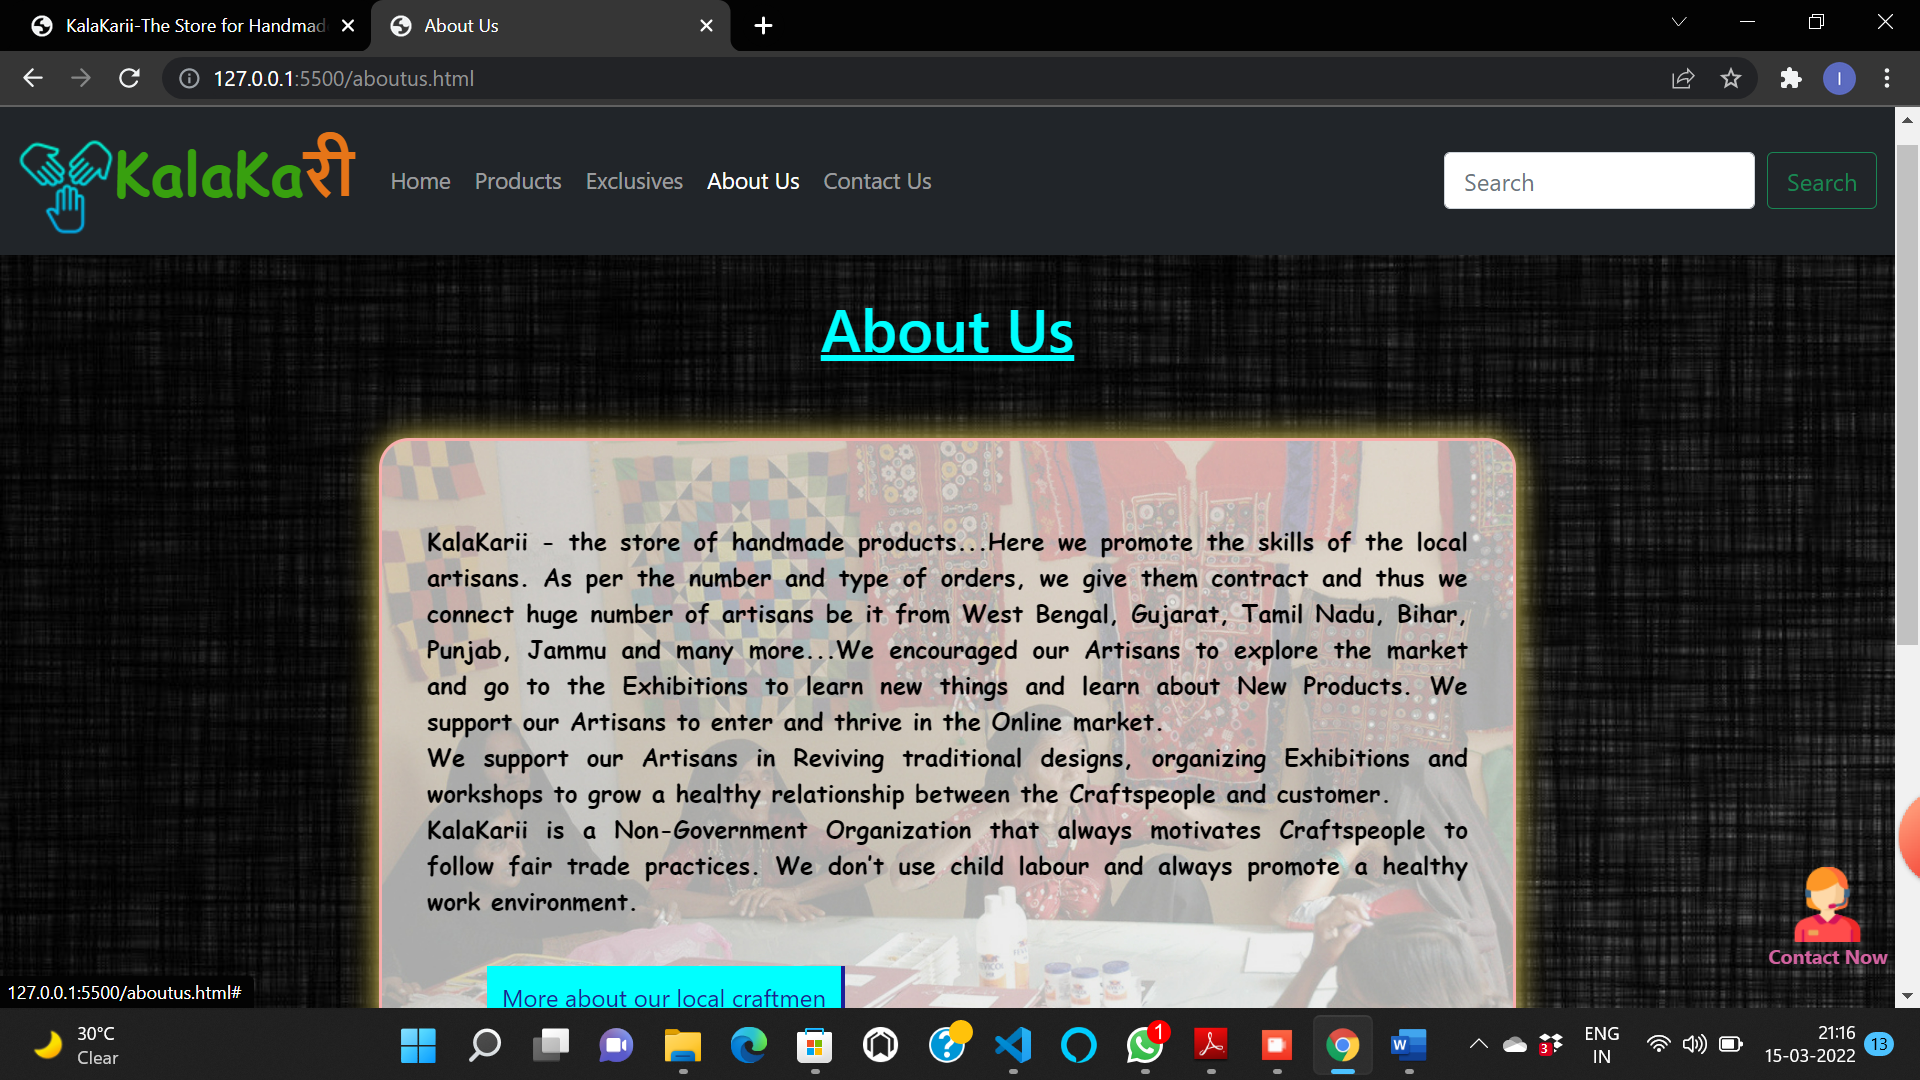 KalaKarii-The Store for Handmad
About Us
127.0.0.1:5500/aboutus.html
I
KalaKaरी
Home
Products
Exclusives
About Us
Contact Us
Search
Search
About Us
KalaKarii - the store of handmade products...Here we promote the skills of the local
artisans. As per the number and type of orders, we give them contract and thus we
connect huge number of artisans be it from West Bengal, Gujarat, Tamil Nadu, Bihar,
Punjab, Jammu and many more...We encouraged our Artisans to explore the market
and go to the Exhibitions to learn new things and learn about New Products. We
support our Artisans to enter and thrive in the Online market.
We support our Artisans in Reviving traditional designs, organizing Exhibitions and
workshops to grow a healthy relationship between the Craftspeople and customer.
KalaKarii is a Non-Government Organization that always motivates Craftspeople to
follow fair trade practices. We don't use child labour and always promote a healthy
work environment.
More about our local craftmen
Contact Now
127.0.0.1:5500/aboutus.html#
30°C
Clear
1
W
3
ENG
IN
21:16
15-03-2022
13